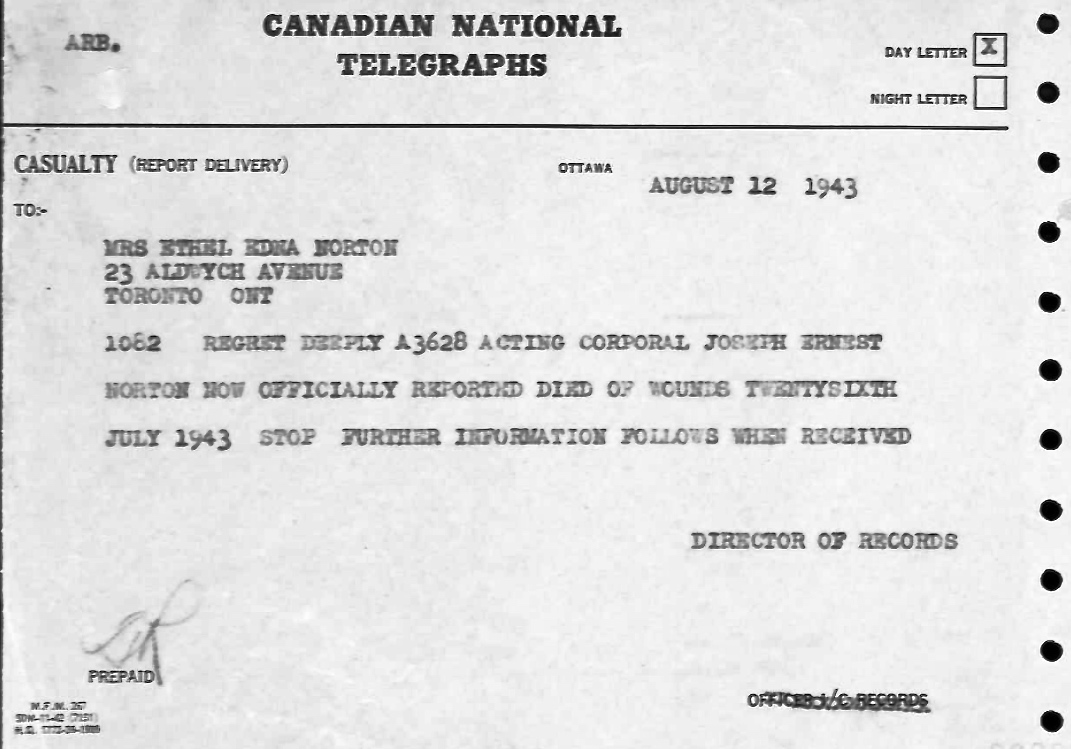 ARB.
CANADIAN NATIONAL
TELEGRAPHS
DAY LETTER X
NIGHT LETTER
CASUALTY (REPORT DELIVERY)
OTTAWA
AUGUST 12 1943
TO:-
MRS ETHEL EDNA NORTON
23 ALDWYCH AVENUE
TORONTO ONT
1082 REGRET DEEPLY A3628 ACTING CORPORAL JOSEPH ERNEST
NORTON NOW OFFICIALLY REPORTED DIED OF WOUNDS TWENTYSIXTH
JULY 1943 STOP FURTHER INFORMATION FOLLOWS WHEN RECEIVED
DIRECTOR OF RECORDS
PREPAID
OFFICER I/C RECORDS
M.F.M. 267